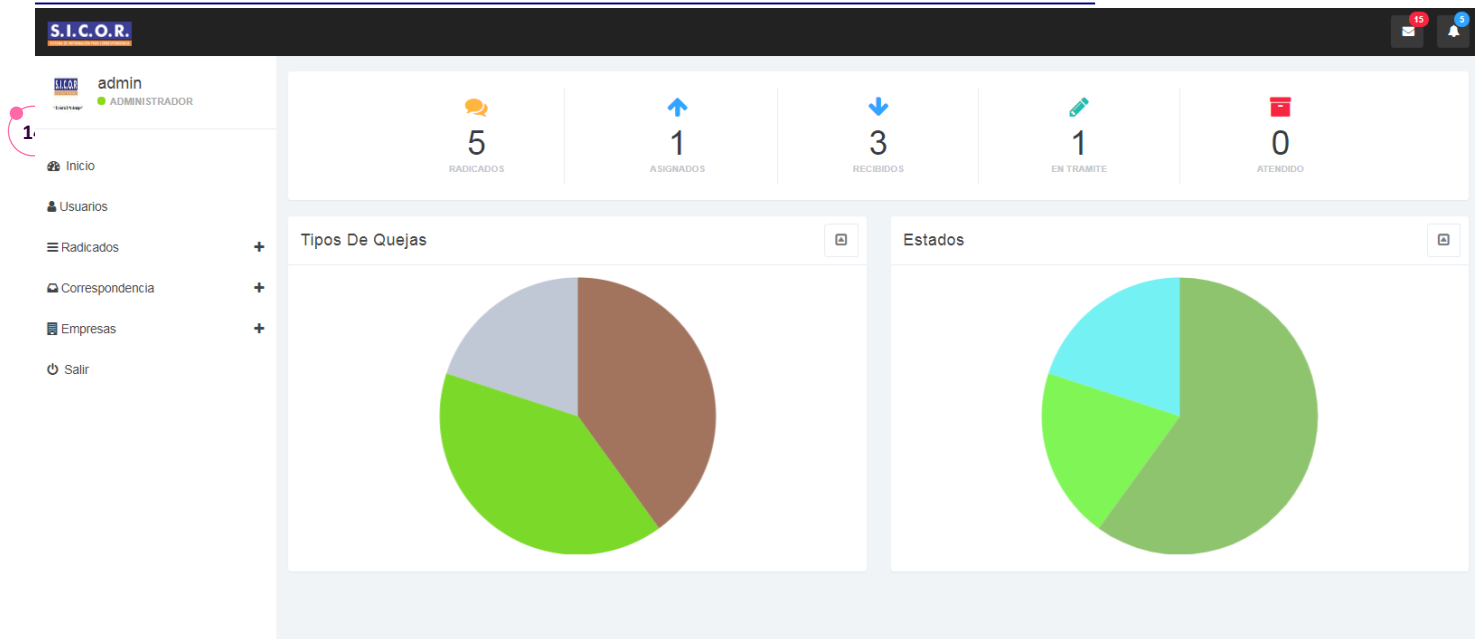 S.I.C.O.R.
15
5
S.I.C.O.R
admin
ADMINISTRADOR
Inicio
Usuarios
Radicados
Correspondencia
Empresas
Salir
5
RADICADOS
1
ASIGNADOS
3
RECIBIDOS
1
EN TRAMITE
0
ATENDIDO
Tipos De Quejas
Estados